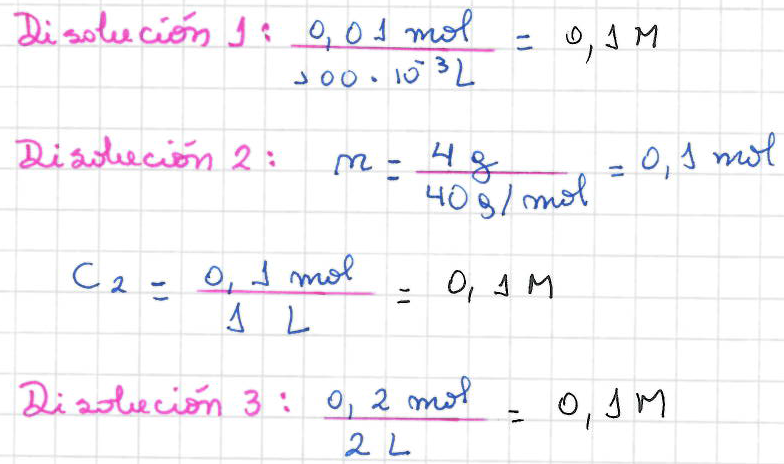 Disolución 1: 0,01 mol / 100 · 10⁻³ L = 0,1 M
Disolución 2: n = 4 g / 40 g/mol = 0,1 mol
C₂ = 0,1 mol / 1 L = 0,1 M
Disolución 3: 0,2 mol / 2 L = 0,1 M